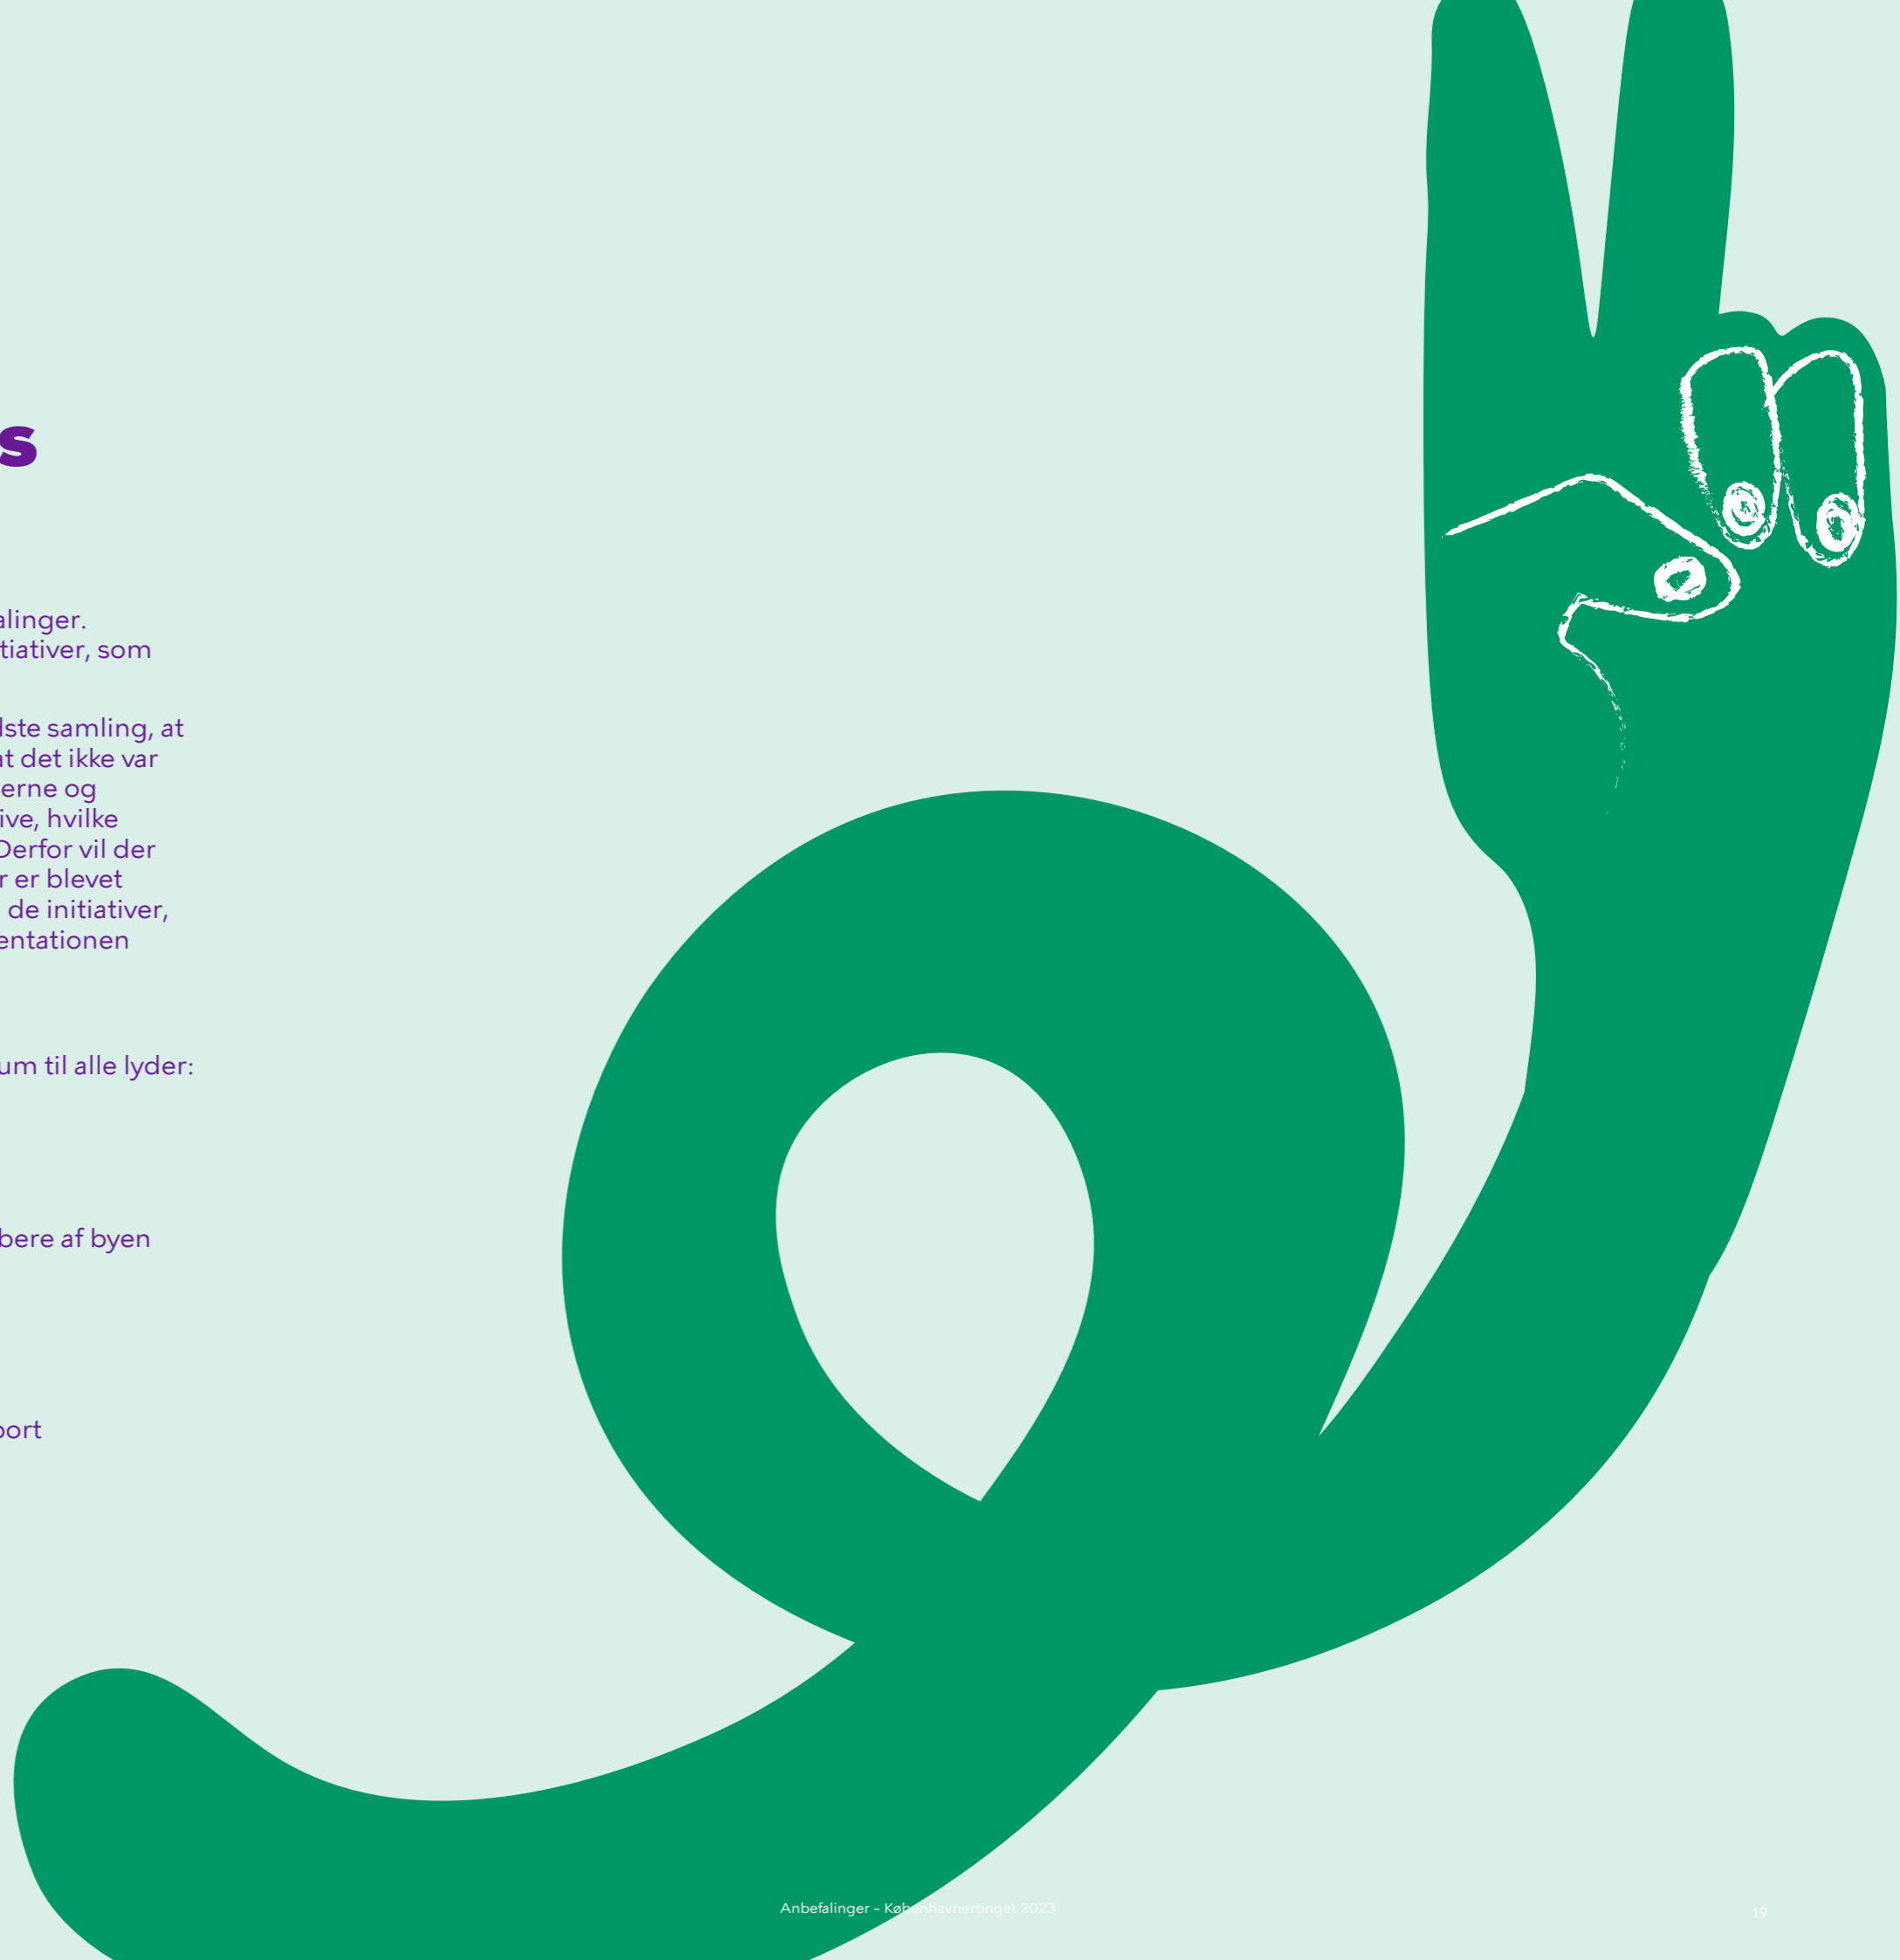 s
alinger.
tiativer, som
lste samling, at
at det ikke var
erne og
ive, hvilke
Derfor vil der
r er blevet
de initiativer,
entationen
um til alle lyder:
bere af byen
port
Anbefalinger – Københavnertinget 2023
19